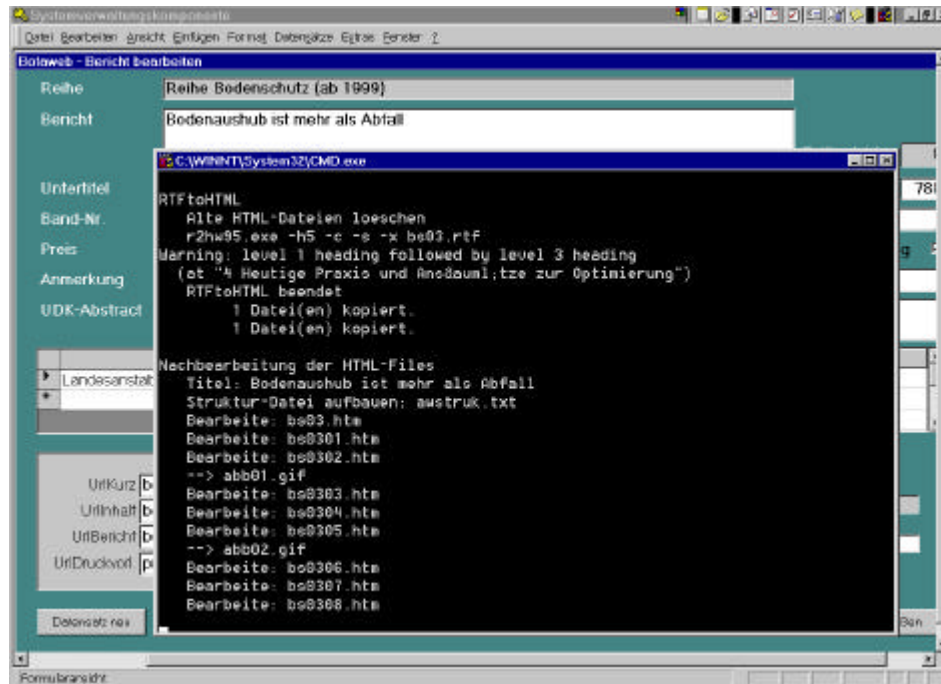 Systemverwaltungskomponente
Datei Bearbeiten Ansicht Einfügen Format Datensätze Extras Fenster ?
Boloweb - Bericht bearbeiten
Reihe
Reihe Bodenschutz (ab 1999)
Bericht
Bodenaushub ist mehr als Abfall
C:\WINNT\System32\CMD.exe
Untertitel
Band-Nr.
Preis
Anmerkung
UDK-Abstract
RTFtoHTML
Alte HTML-Dateien loeschen
r2hw95.exe -h5 -c -s -x bs03.rtf
Warning: level 1 heading followed by level 3 heading
(at "4 Heutige Praxis und Ans&auml;tze zur Optimierung")
RTFtoHTML beendet
1 Datei(en) kopiert.
1 Datei(en) kopiert.
Nachbearbeitung der HTML-Files
Titel: Bodenaushub ist mehr als Abfall
Struktur-Datei aufbauen: awstruk.txt
Bearbeite: bs03.htm
Bearbeite: bs0301.htm
Bearbeite: bs0302.htm
--> abb01.gif
Bearbeite: bs0303.htm
Bearbeite: bs0304.htm
Bearbeite: bs0305.htm
--> abb02.gif
Bearbeite: bs0306.htm
Bearbeite: bs0307.htm
Bearbeite: bs0308.htm
78
g
Landesanstalt
UrlKurz b
UrlInhalt b
UrlBericht b
UrlDruckvorl. p
Datensatz neu
Formularansicht